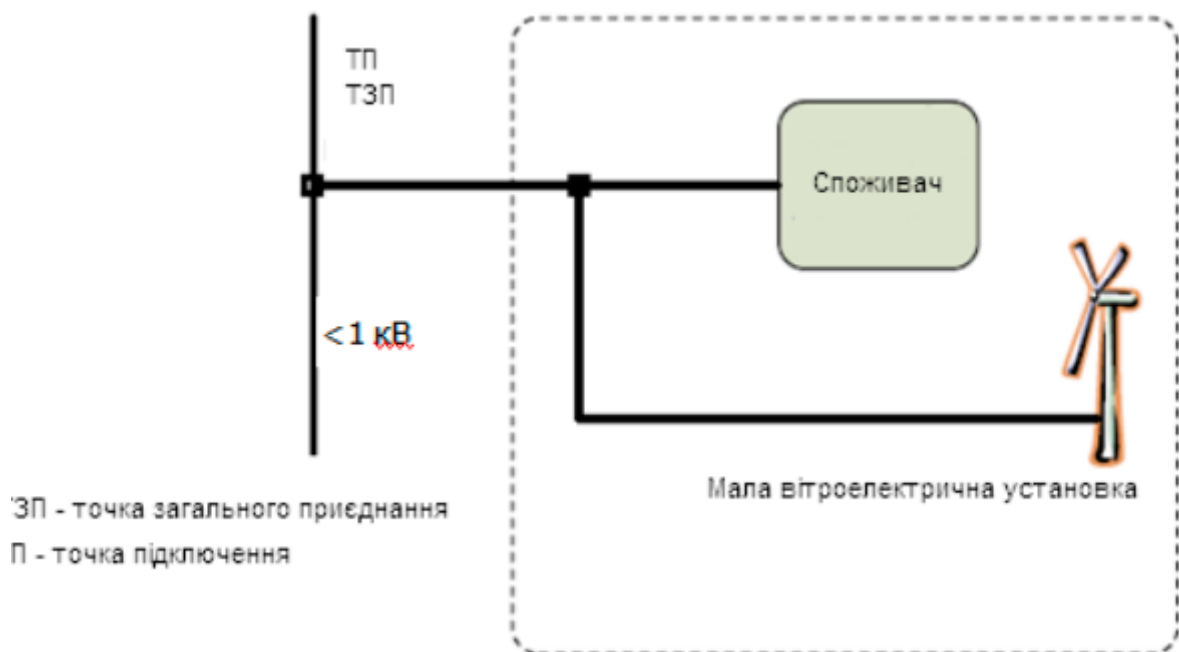 ТП
ТЗП
Споживач
<1 кВ
Мала вітроелектрична установка
ЗП - точка загального приєднання
П - точка підключення